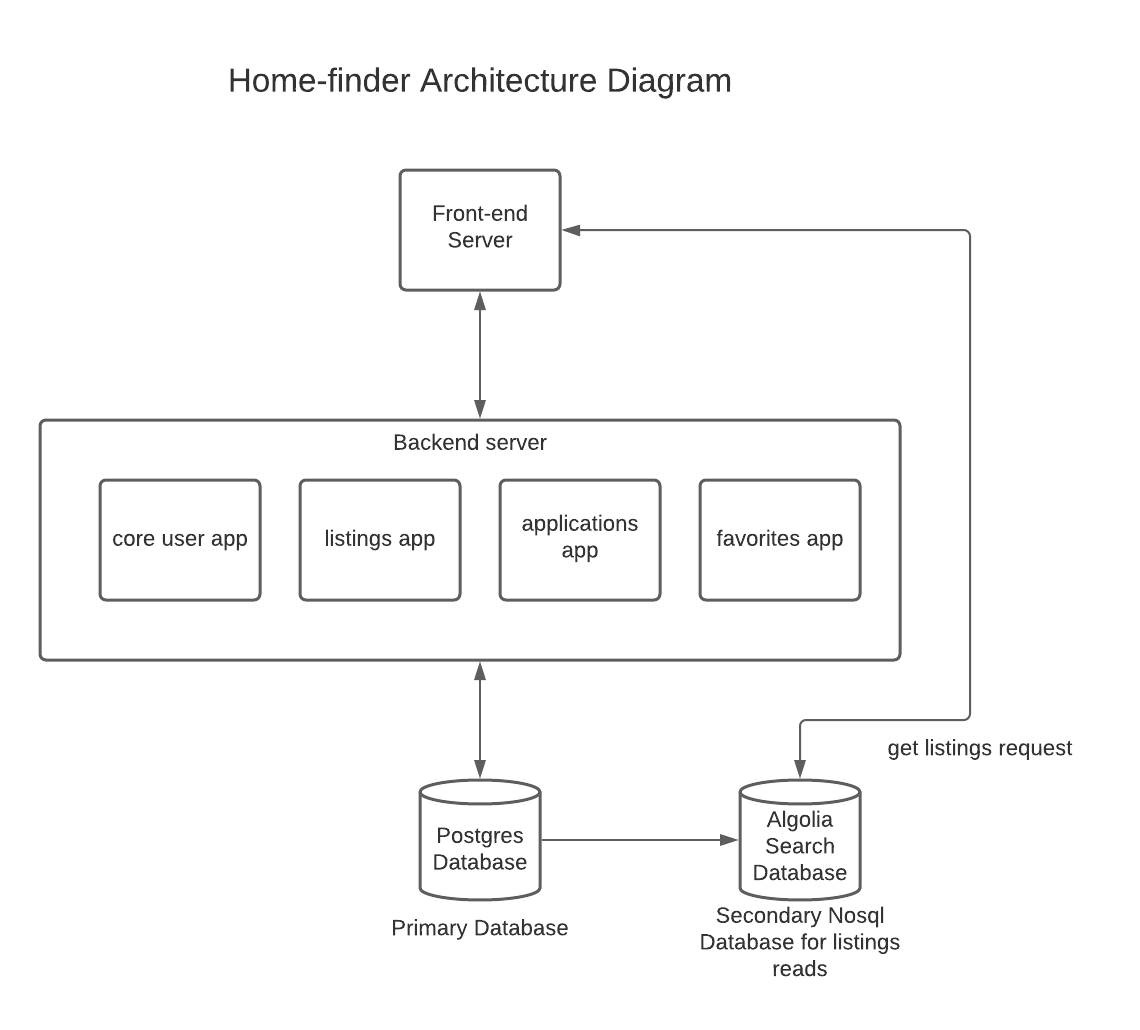 Home-finder Architecture Diagram
Front-end
Server
Backend server
core user app
listings app
applications
app
favorites app
get listings request
Postgres
Database
Algolia
Search
Database
Primary Database
Secondary Nosql
Database for listings
reads